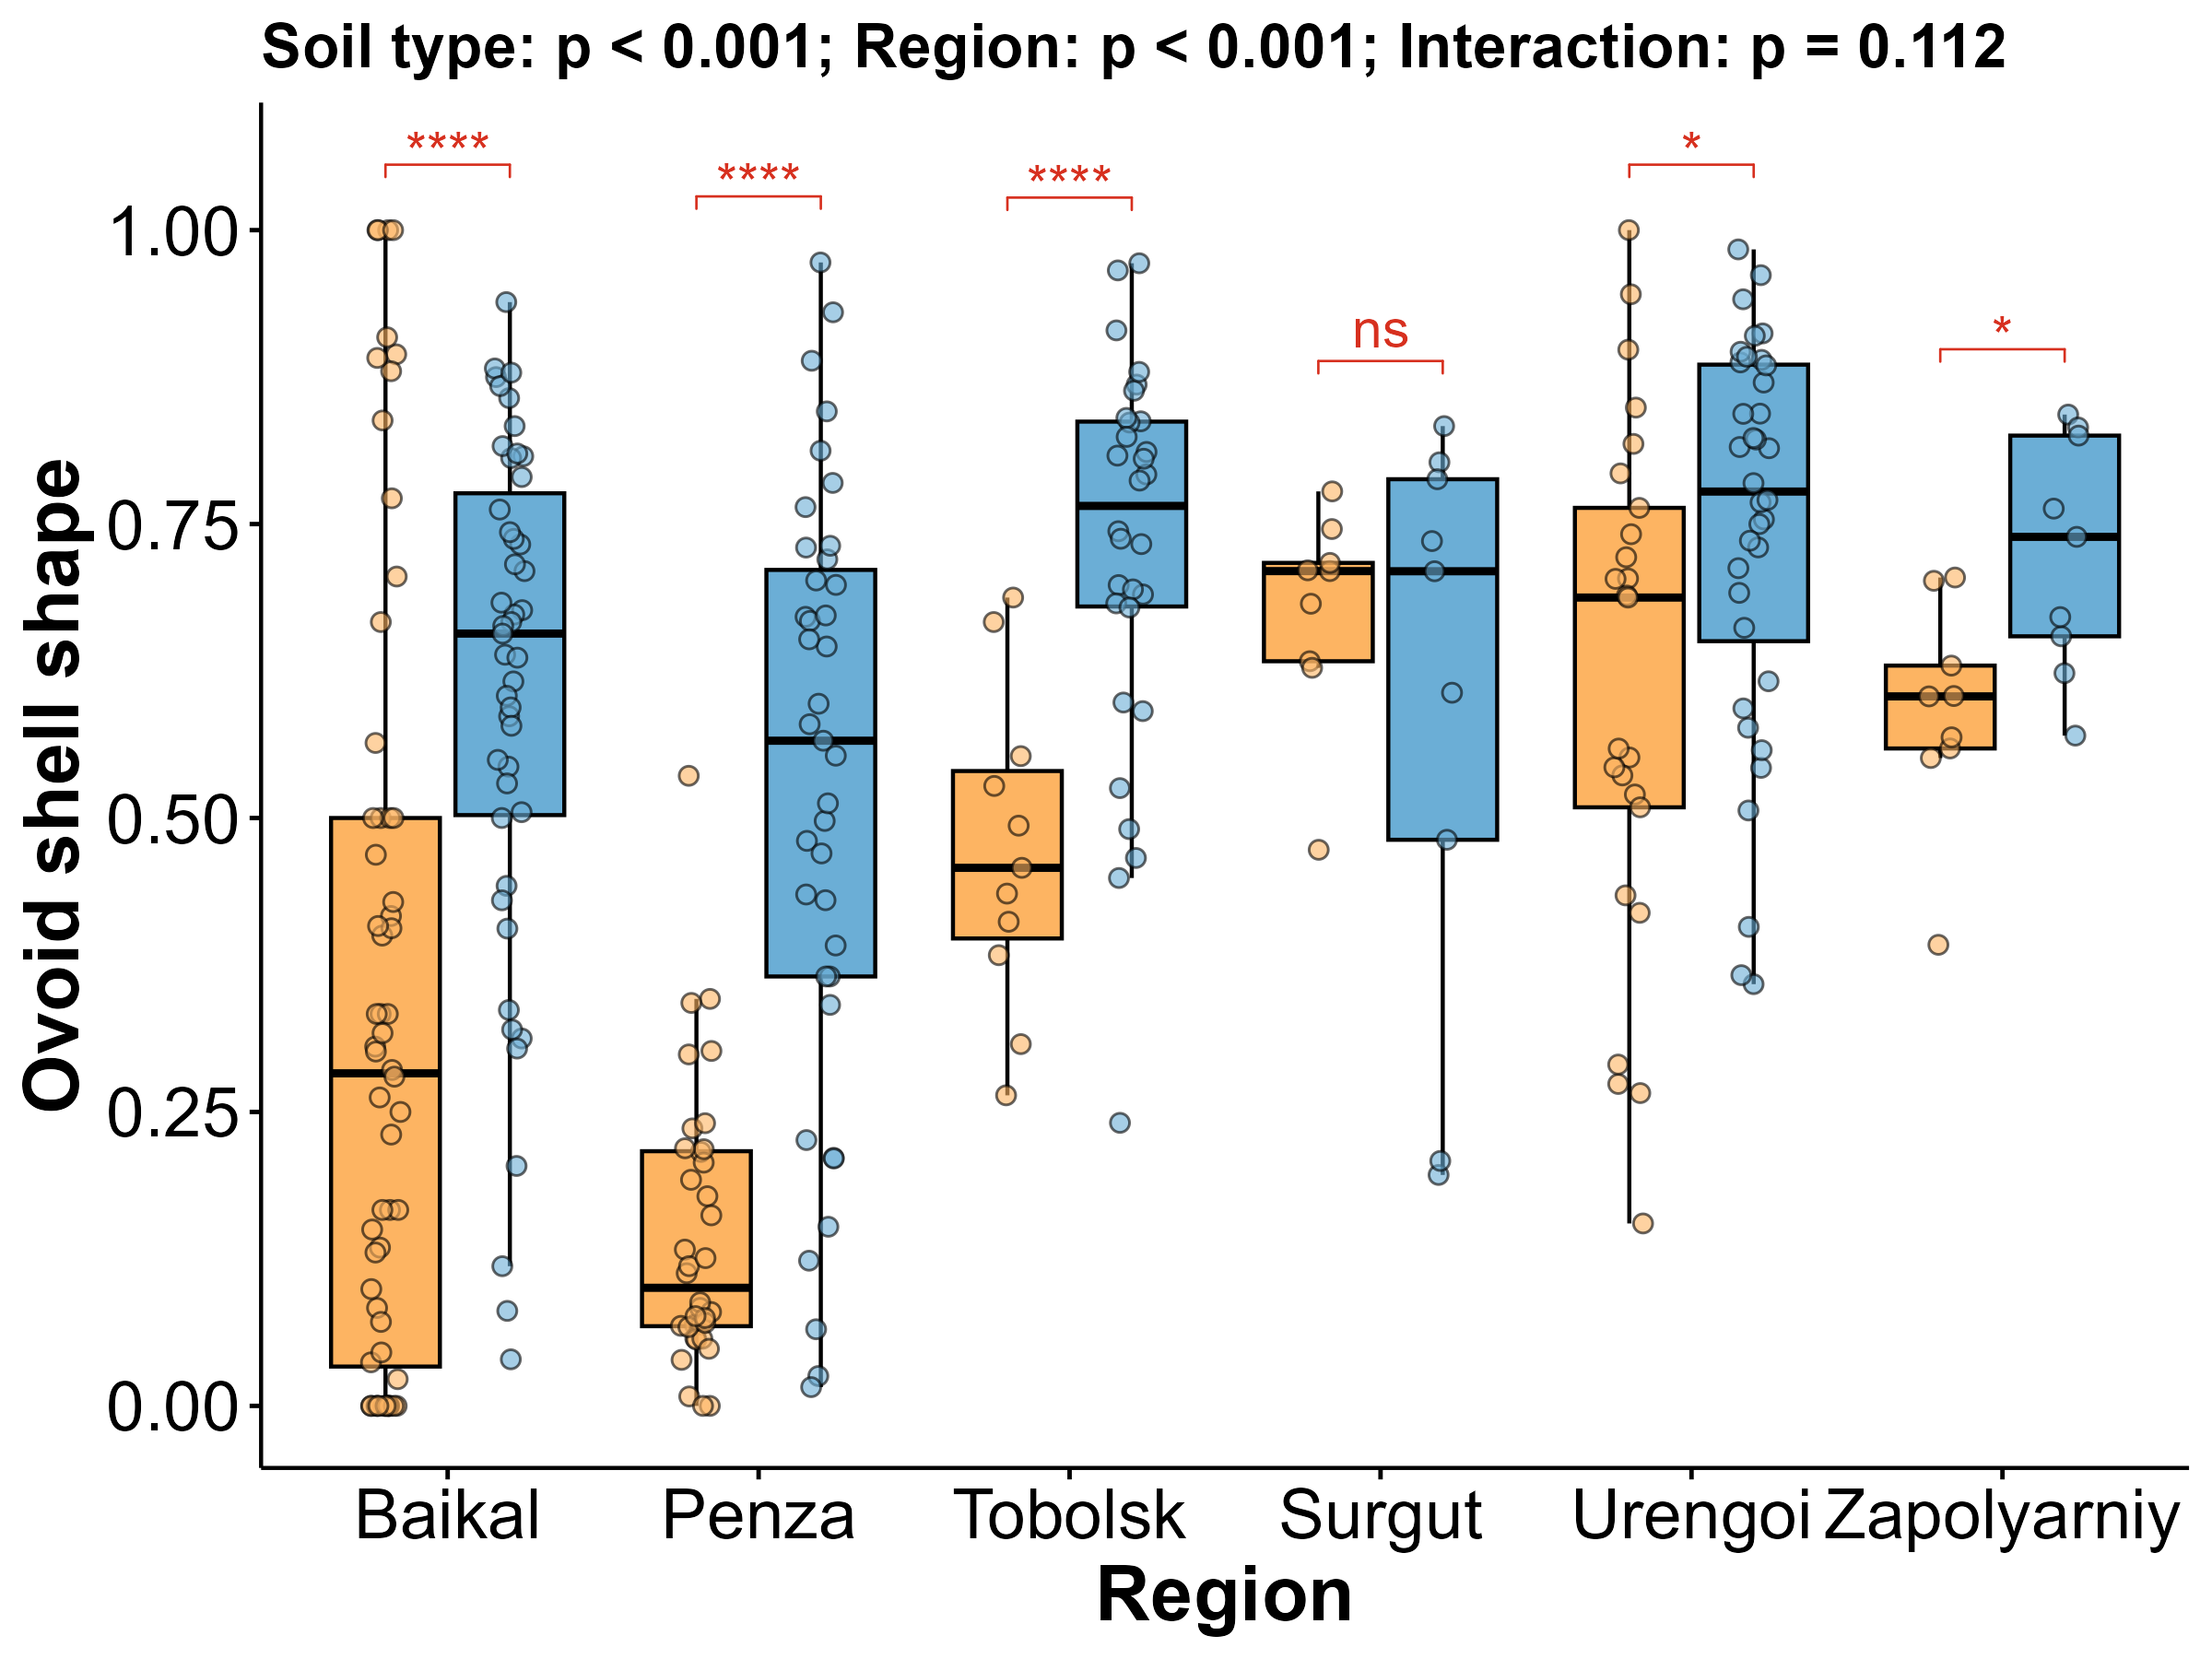 Soil type: p < 0.001; Region: p < 0.001; Interaction: p = 0.112
**** **** **** ns * *
1.00
0.75
0.50
0.25
0.00
Ovoid shell shape
Baikal Penza Tobolsk Surgut Urengoi Zapolyarniy
Region